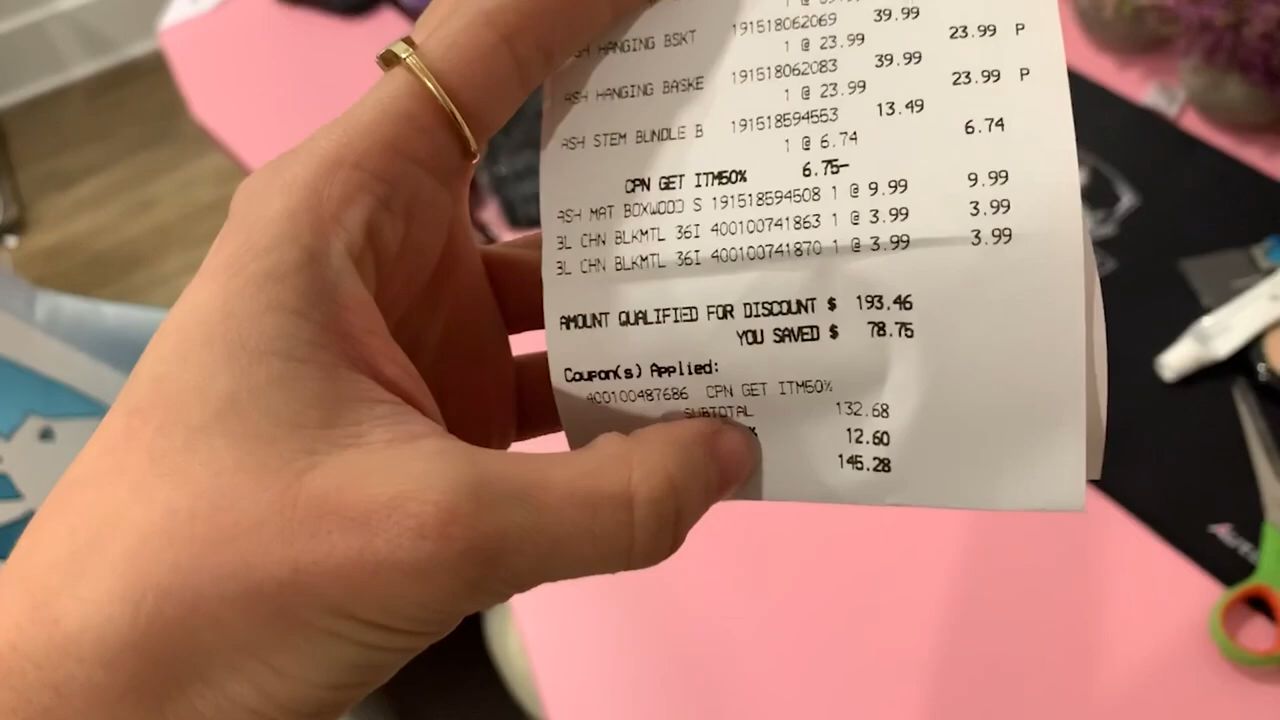 191518062069 39.99
ASH HANGING BSKT 1 @ 23.99 23.99 P
191518062083 39.99
ASH HANGING BASKE 1 @ 23.99 23.99 P
ASH STEM BUNDLE B 191518594553 13.49
1 @ 6.74 6.74
CPN GET ITM50% 6.75-
ASH MAT BOXWOOD S 191518594508 1 @ 9.99 9.99
BL CHN BLKMTL 36I 400100741863 1 @ 3.99 3.99
BL CHN BLKMTL 36I 400100741870 1 @ 3.99 3.99
AMOUNT QUALIFIED FOR DISCOUNT $ 193.46
YOU SAVED $ 78.75
Coupon(s) Applied:
400100487686 CPN GET ITM50%
SUBTOTAL 132.68
% 12.60
145.28